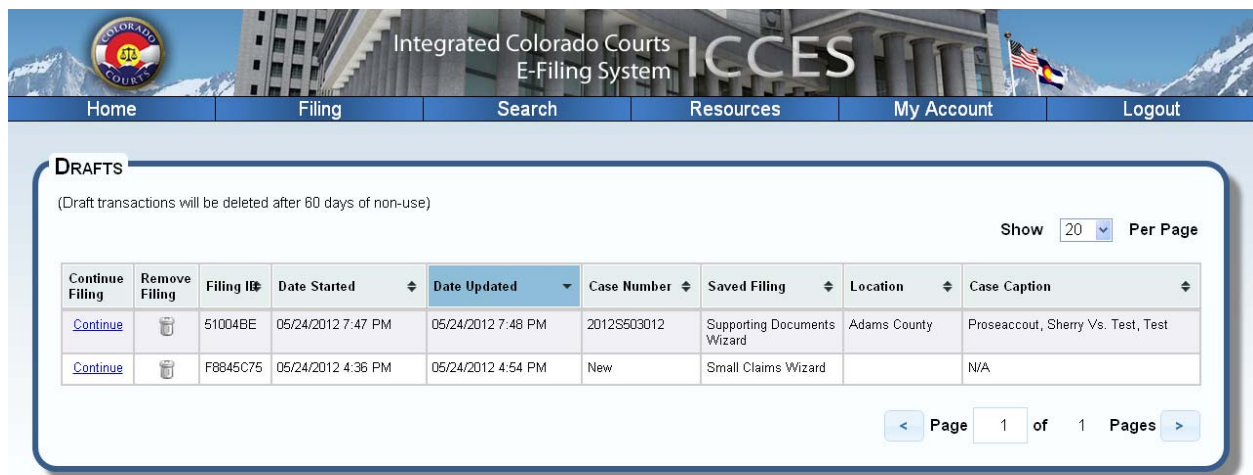 COLORADO
COURTS
Integrated Colorado Courts
E-Filing System
ICCES
Home Filing Search Resources My Account Logout
DRAFTS
(Draft transactions will be deleted after 60 days of non-use)
Show 20 Per Page
Continue Filing Remove Filing Filing ID Date Started Date Updated Case Number Saved Filing Location Case Caption
Continue 51004BE 05/24/2012 7:47 PM 05/24/2012 7:48 PM 2012S503012 Supporting Documents Wizard Adams County Proseaccout, Sherry Vs. Test, Test
Continue F8845C75 05/24/2012 4:36 PM 05/24/2012 4:54 PM New Small Claims Wizard N/A
< Page 1 of 1 Pages >